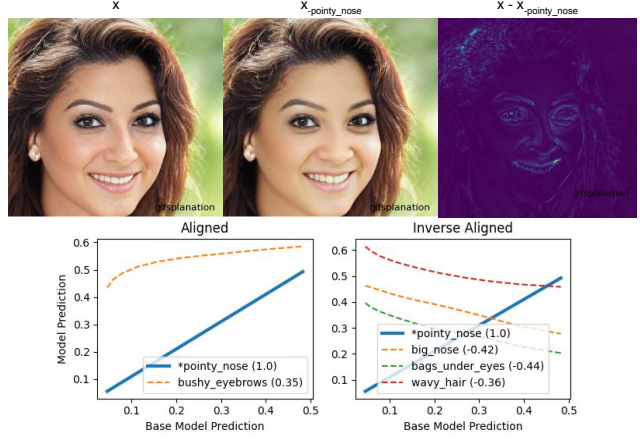 x
x-pointy_nose
x - x-pointy_nose
gifsplanation
gifsplanation
gifsplanation
Aligned
Model Prediction
0.6
0.5
0.4
0.3
0.2
0.1
*pointy_nose (1.0)
bushy_eyebrows (0.35)
0.1 0.2 0.3 0.4 0.5
Base Model Prediction
Inverse Aligned
0.6
0.5
0.4
0.3
0.2
0.1
*pointy_nose (1.0)
big_nose (-0.42)
bags_under_eyes (-0.44)
wavy_hair (-0.36)
0.1 0.2 0.3 0.4 0.5
Base Model Prediction